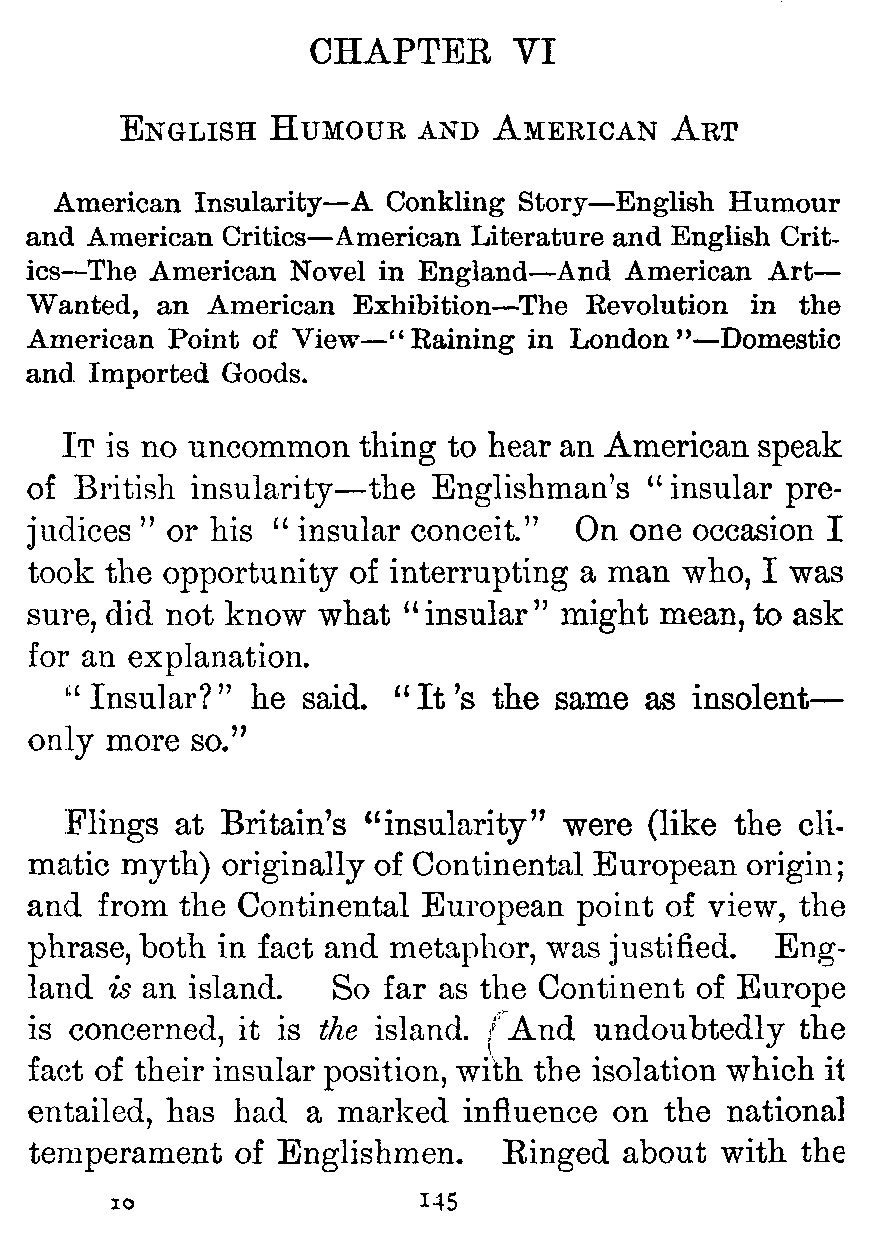 CHAPTER VI
ENGLISH HUMOUR AND AMERICAN ART
American Insularity—A Conkling Story—English Humour
and American Critics—American Literature and English Crit-
ics—The American Novel in England—And American Art—
Wanted, an American Exhibition—The Revolution in the
American Point of View—“Raining in London”—Domestic
and Imported Goods.
IT is no uncommon thing to hear an American speak
of British insularity—the Englishman's “insular pre-
judices” or his “insular conceit.” On one occasion I
took the opportunity of interrupting a man who, I was
sure, did not know what “insular” might mean, to ask
for an explanation.
“Insular?” he said. “It 's the same as insolent—
only more so.”
Flings at Britain's “insularity” were (like the cli-
matic myth) originally of Continental European origin;
and from the Continental European point of view, the
phrase, both in fact and metaphor, was justified. Eng-
land is an island. So far as the Continent of Europe
is concerned, it is the island. And undoubtedly the
fact of their insular position, with the isolation which it
entailed, has had a marked influence on the national
temperament of Englishmen. Ringed about with the
10 145